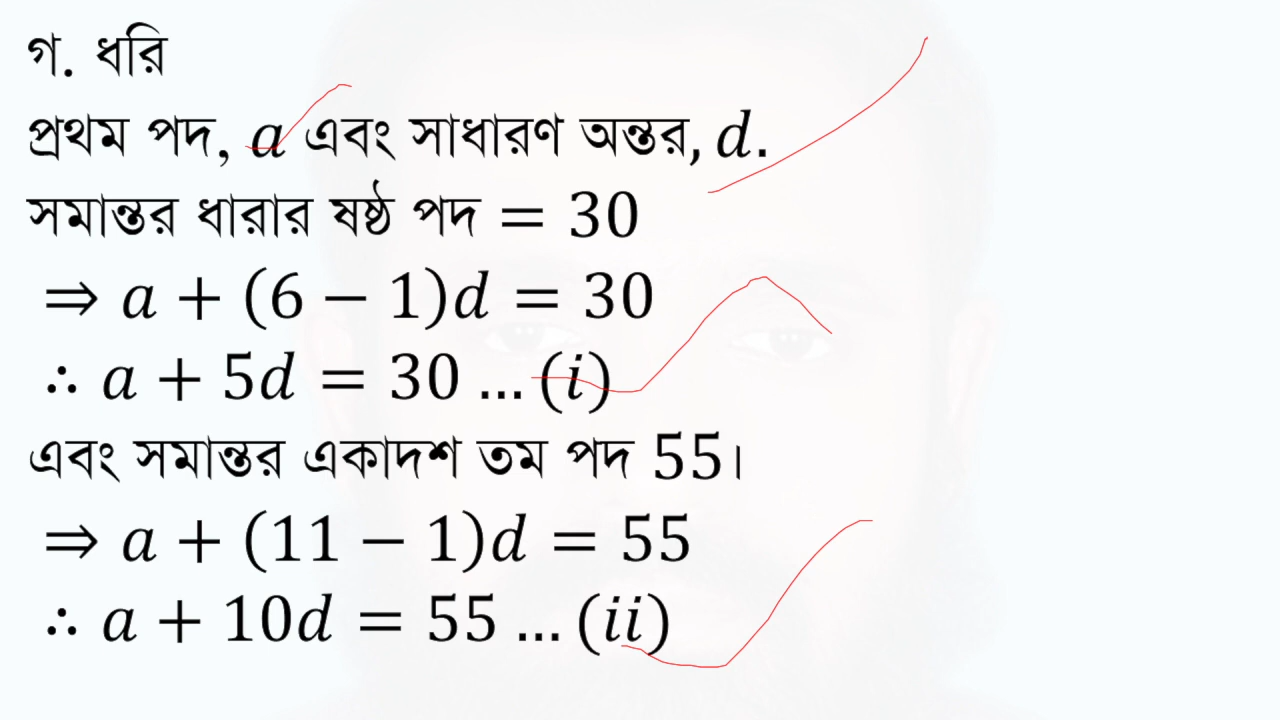 গ. ধরি
প্রথম পদ, a এবং সাধারণ অন্তর, d.
সমান্তর ধারার ষষ্ঠ পদ = 30
⇒ a + (6 − 1)d = 30
∴ a + 5d = 30 … (i)
এবং সমান্তর একাদশ তম পদ 55।
⇒ a + (11 − 1)d = 55
∴ a + 10d = 55 … (ii)